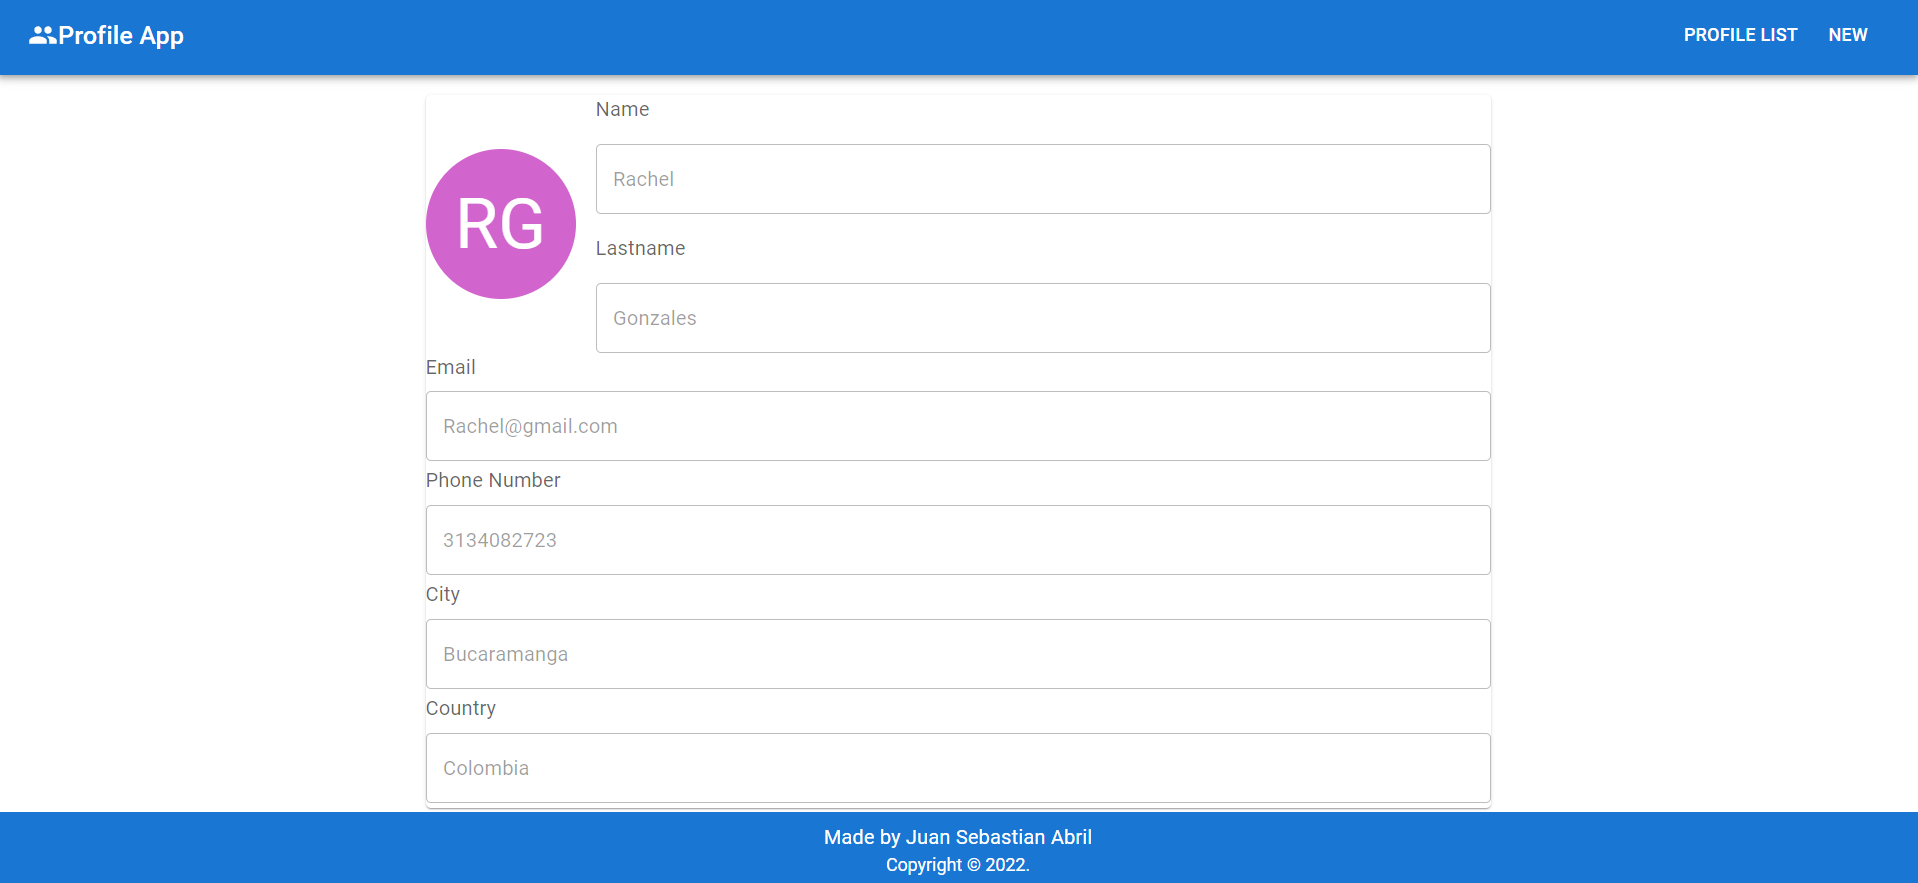 Profile App
PROFILE LIST
NEW
Name
RG
Rachel
Lastname
Gonzales
Email
Rachel@gmail.com
Phone Number
3134082723
City
Bucaramanga
Country
Colombia
Made by Juan Sebastian Abril
Copyright © 2022.